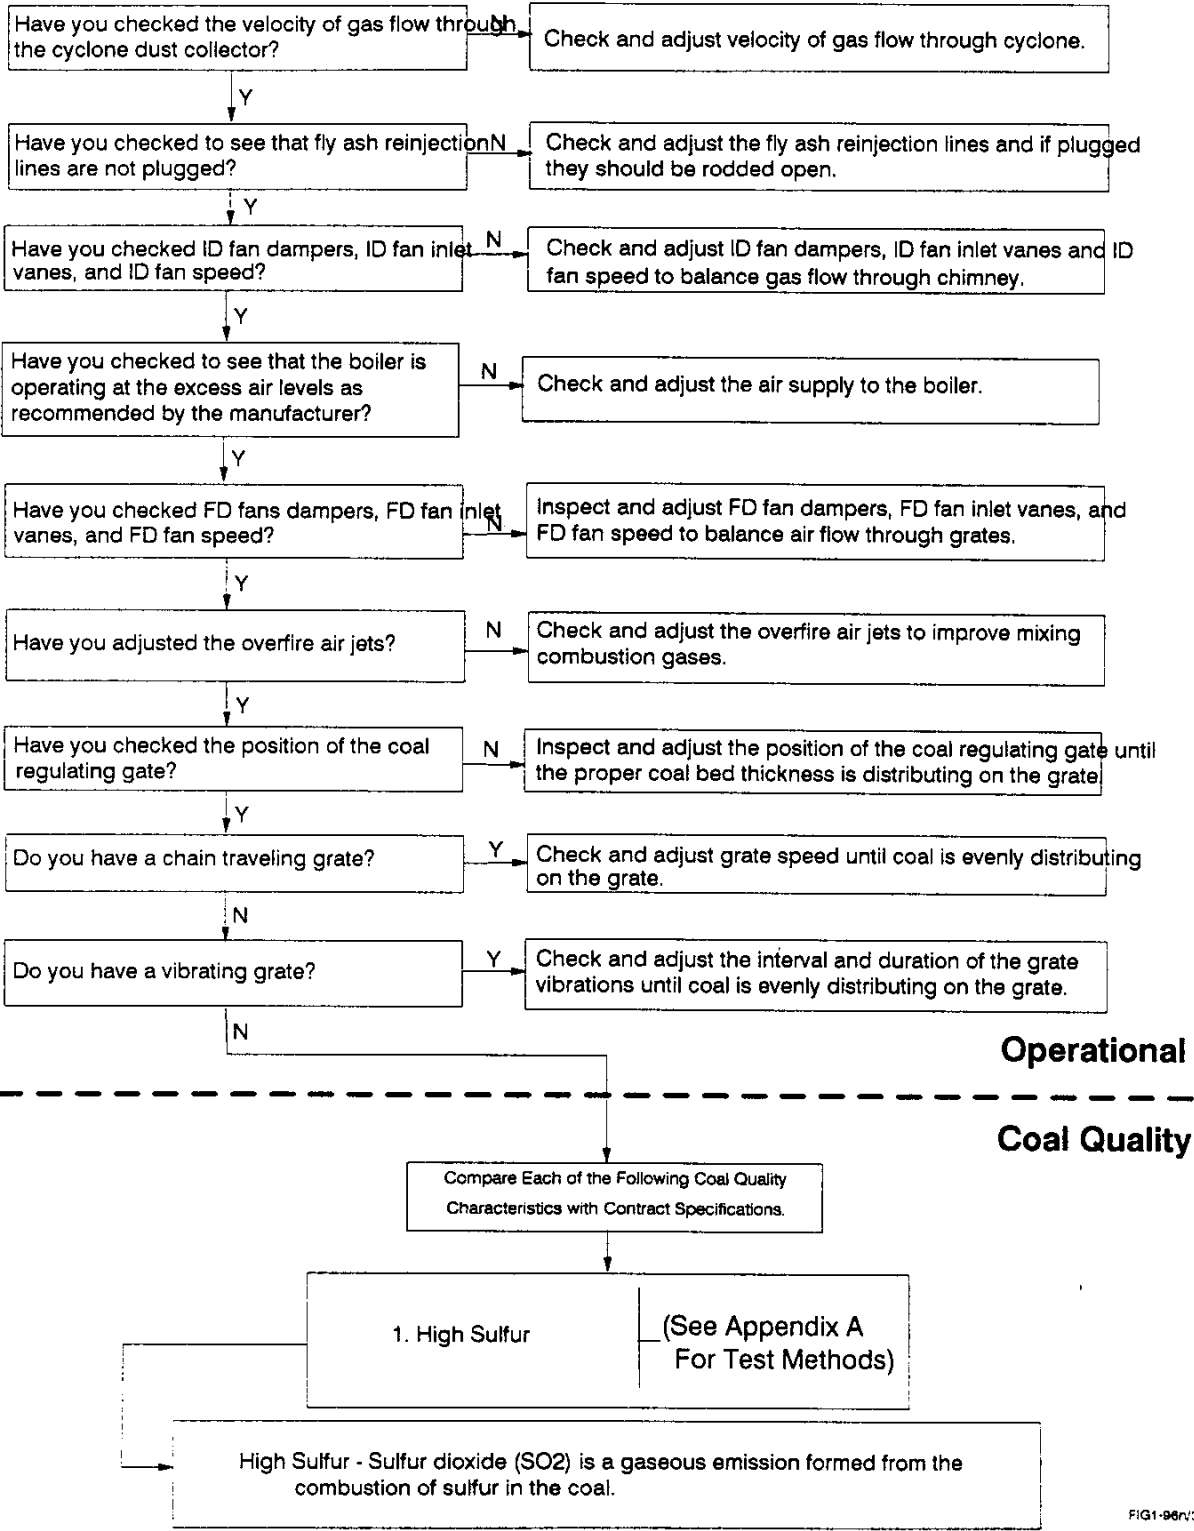 Have you checked the velocity of gas flow through
the cyclone dust collector?
N
Check and adjust velocity of gas flow through cyclone.
Y
Have you checked to see that fly ash reinjection
lines are not plugged?
N
Check and adjust the fly ash reinjection lines and if plugged
they should be rodded open.
Y
Have you checked ID fan dampers, ID fan inlet
vanes, and ID fan speed?
N
Check and adjust ID fan dampers, ID fan inlet vanes and ID
fan speed to balance gas flow through chimney.
Y
Have you checked to see that the boiler is
operating at the excess air levels as
recommended by the manufacturer?
N
Check and adjust the air supply to the boiler.
Y
Have you checked FD fans dampers, FD fan inlet
vanes, and FD fan speed?
N
Inspect and adjust FD fan dampers, FD fan inlet vanes, and
FD fan speed to balance air flow through grates.
Y
Have you adjusted the overfire air jets?
N
Check and adjust the overfire air jets to improve mixing
combustion gases.
Y
Have you checked the position of the coal
regulating gate?
N
Inspect and adjust the position of the coal regulating gate until
the proper coal bed thickness is distributing on the grate.
Y
Do you have a chain traveling grate?
Y
Check and adjust grate speed until coal is evenly distributing
on the grate.
N
Do you have a vibrating grate?
Y
Check and adjust the interval and duration of the grate
vibrations until coal is evenly distributing on the grate.
N
Operational
Coal Quality
Compare Each of the Following Coal Quality
Characteristics with Contract Specifications.
1. High Sulfur
(See Appendix A
For Test Methods)
High Sulfur - Sulfur dioxide (SO2) is a gaseous emission formed from the
combustion of sulfur in the coal.